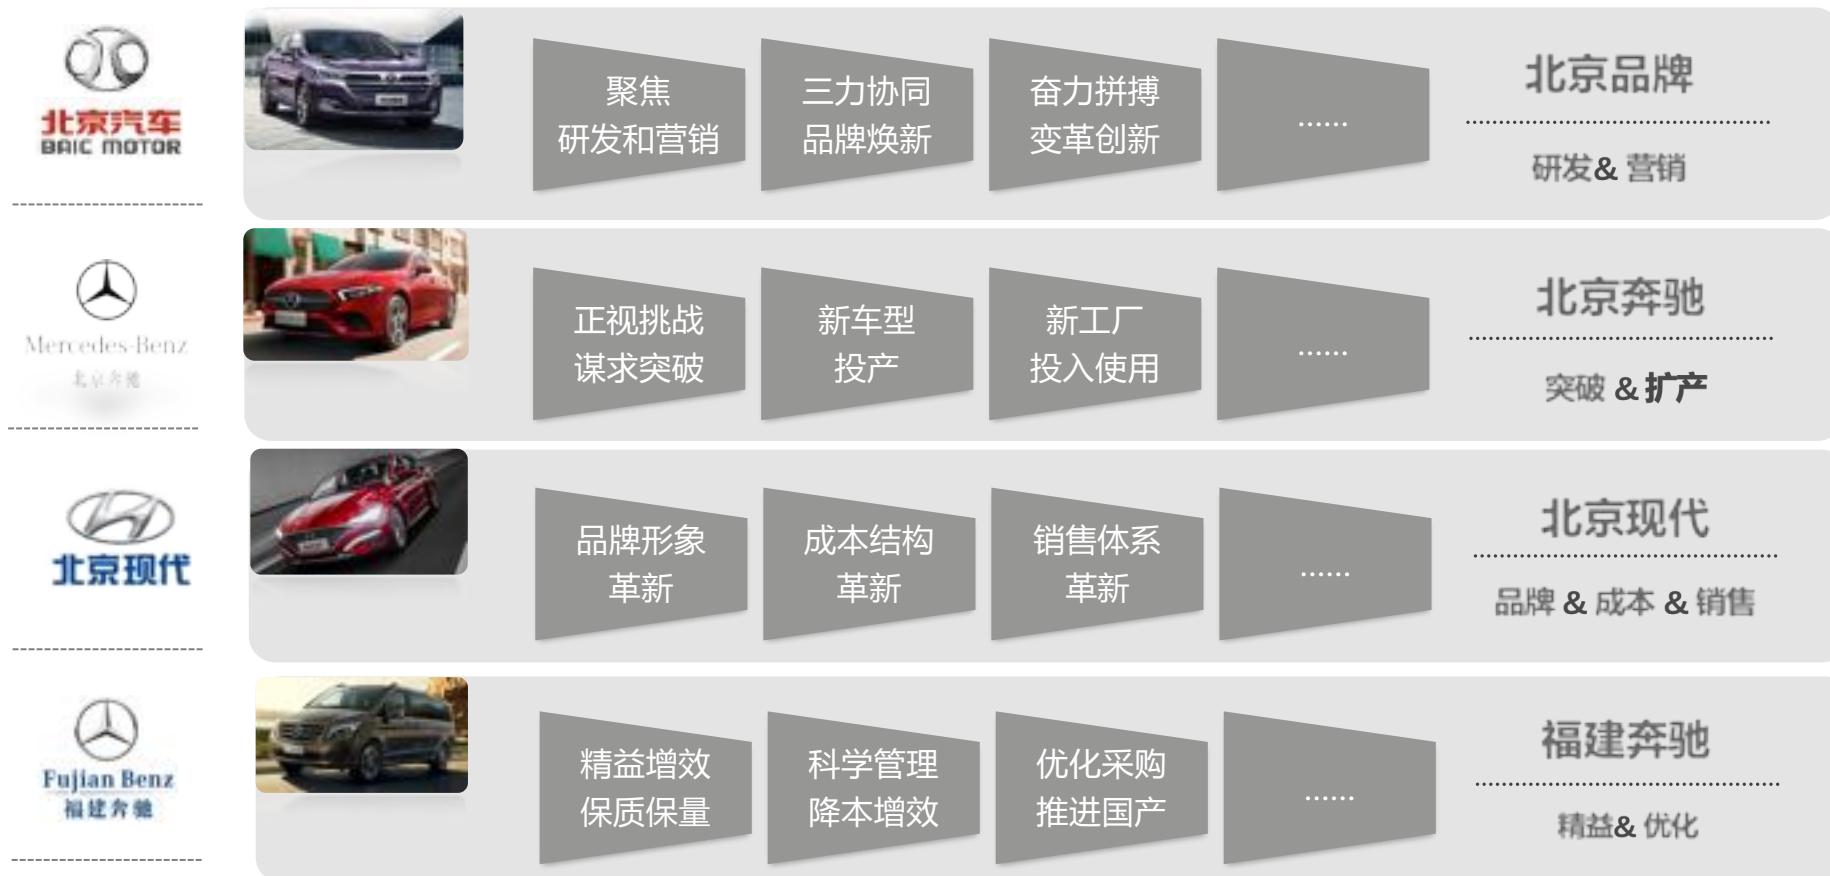 北京汽车
BAIC MOTOR
聚焦
研发和营销
三力协同
品牌焕新
奋力拼搏
变革创新
......
北京品牌
研发& 营销
Mercedes-Benz
北京奔驰
正视挑战
谋求突破
新车型
投产
新工厂
投入使用
......
北京奔驰
突破 & 扩产
北京现代
品牌形象
革新
成本结构
革新
销售体系
革新
......
北京现代
品牌 & 成本 & 销售
Fujian Benz
福建奔驰
精益增效
保质保量
科学管理
降本增效
优化采购
推进国产
......
福建奔驰
精益& 优化